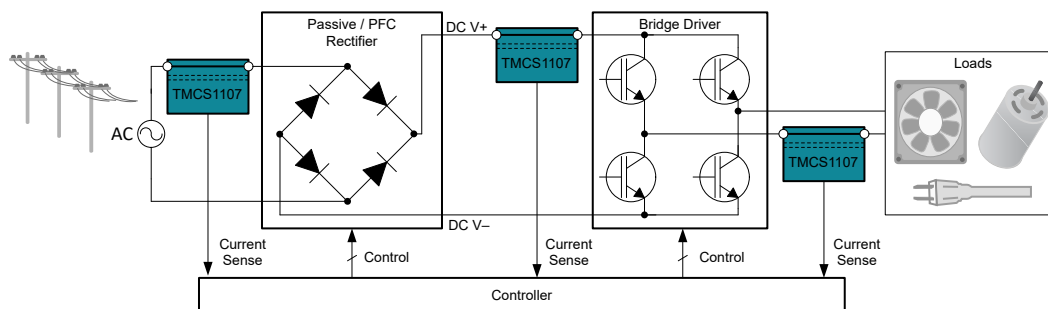 Passive / PFC
Rectifier
DC V+
Bridge Driver
Loads
TMCS1107
TMCS1107
TMCS1107
AC
DC V–
Current
Sense
Control
Current
Sense
Control
Current
Sense
Controller